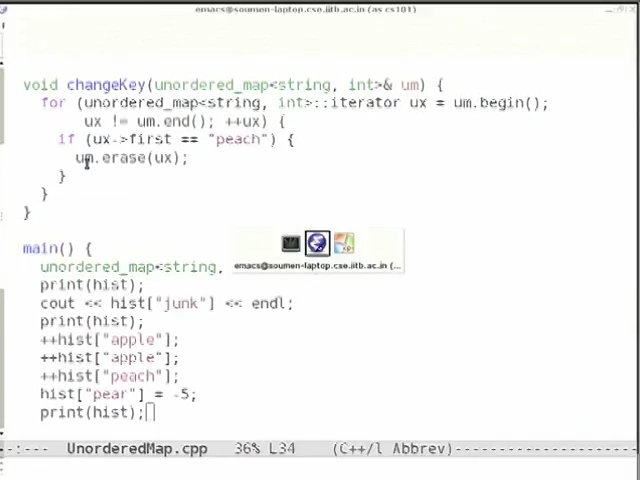 emacs@soumen-laptop.cse.iitb.ac.in (as cs101)
void changeKey(unordered_map<string, int>& um) {
for (unordered_map<string, int>::iterator ux = um.begin();
ux != um.end(); ++ux) {
if (ux->first == "peach") {
um.erase(ux);
}
}
}
main() {
unordered_map<string,
print(hist);
cout << hist["junk"] << endl;
print(hist);
++hist["apple"];
++hist["apple"];
++hist["peach"];
hist["pear"] = -5;
print(hist);
emacs@soumen-laptop.cse.iitb.ac.in (...
-:--- UnorderedMap.cpp 36% L34 (C++/l Abbrev)